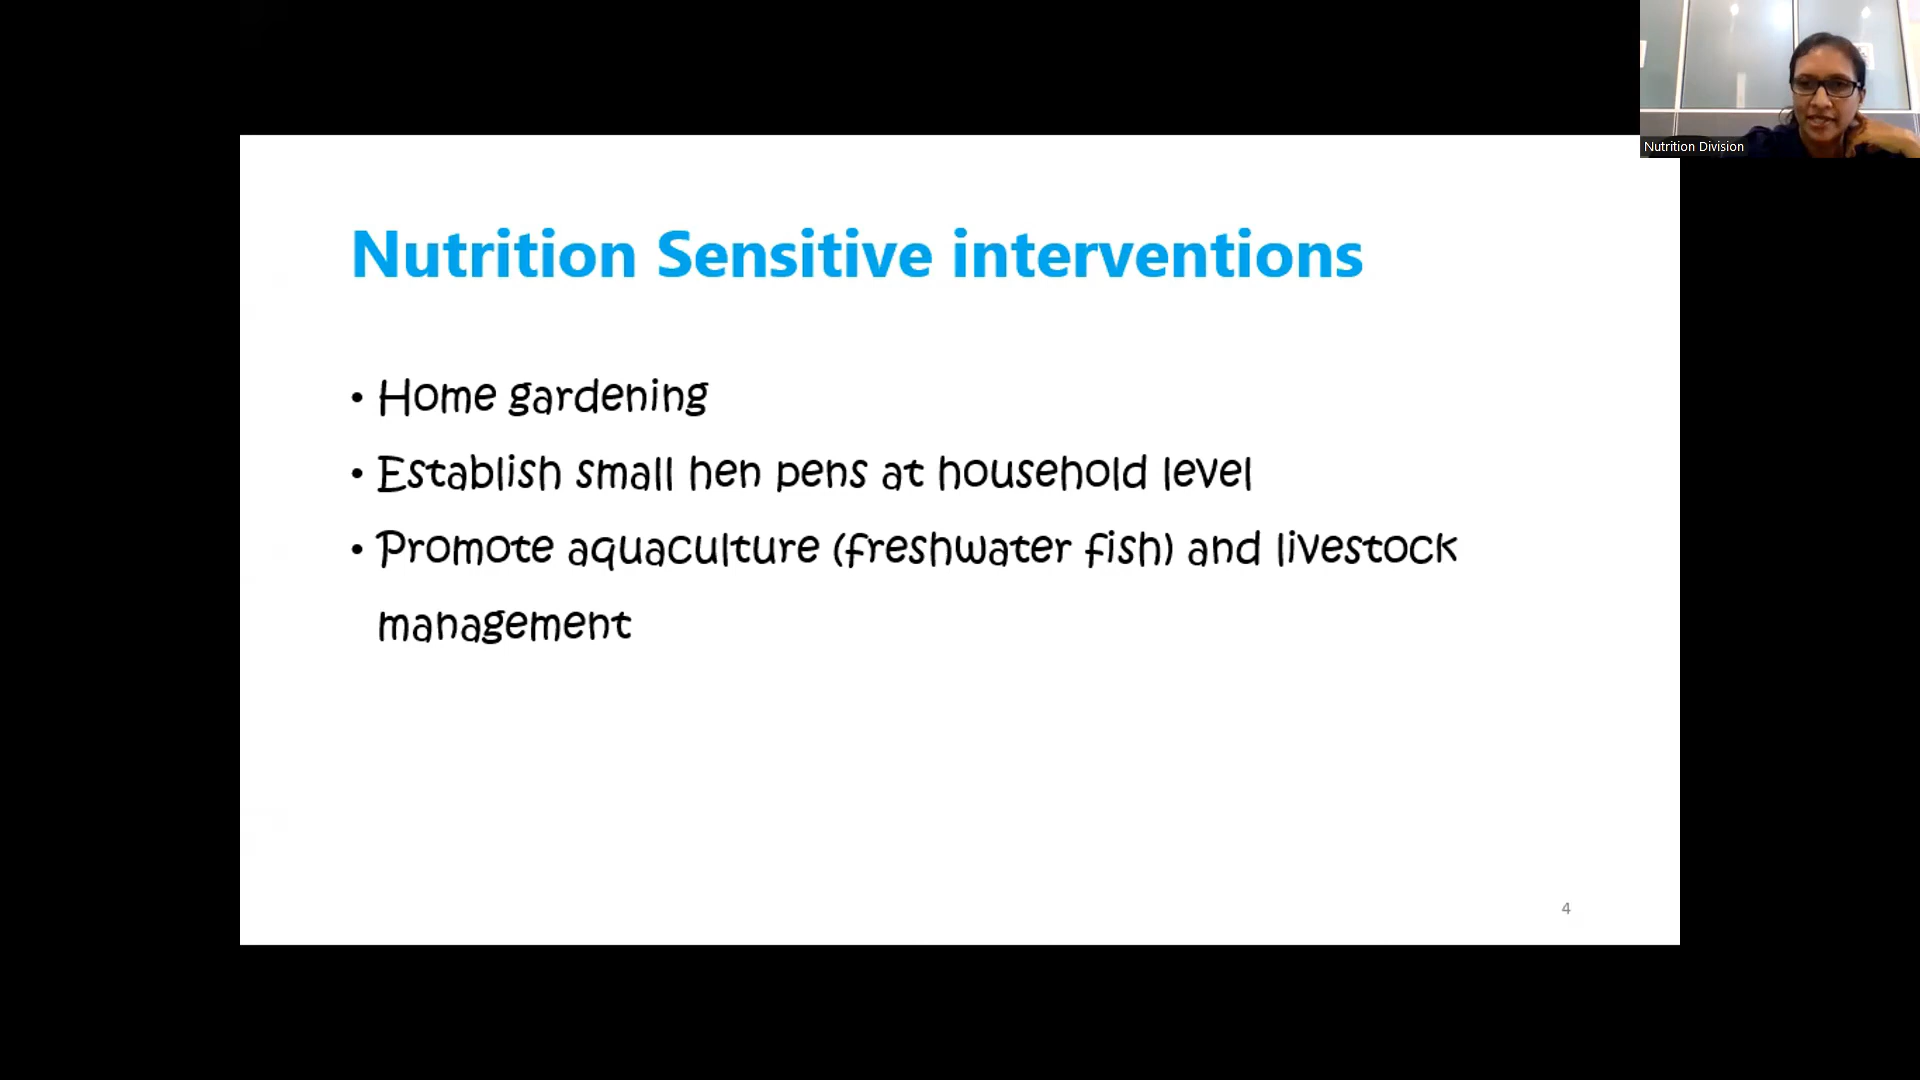 Nutrition Division
Nutrition Sensitive interventions
• Home gardening
• Establish small hen pens at household level
• Promote aquaculture (freshwater fish) and livestock
management
4